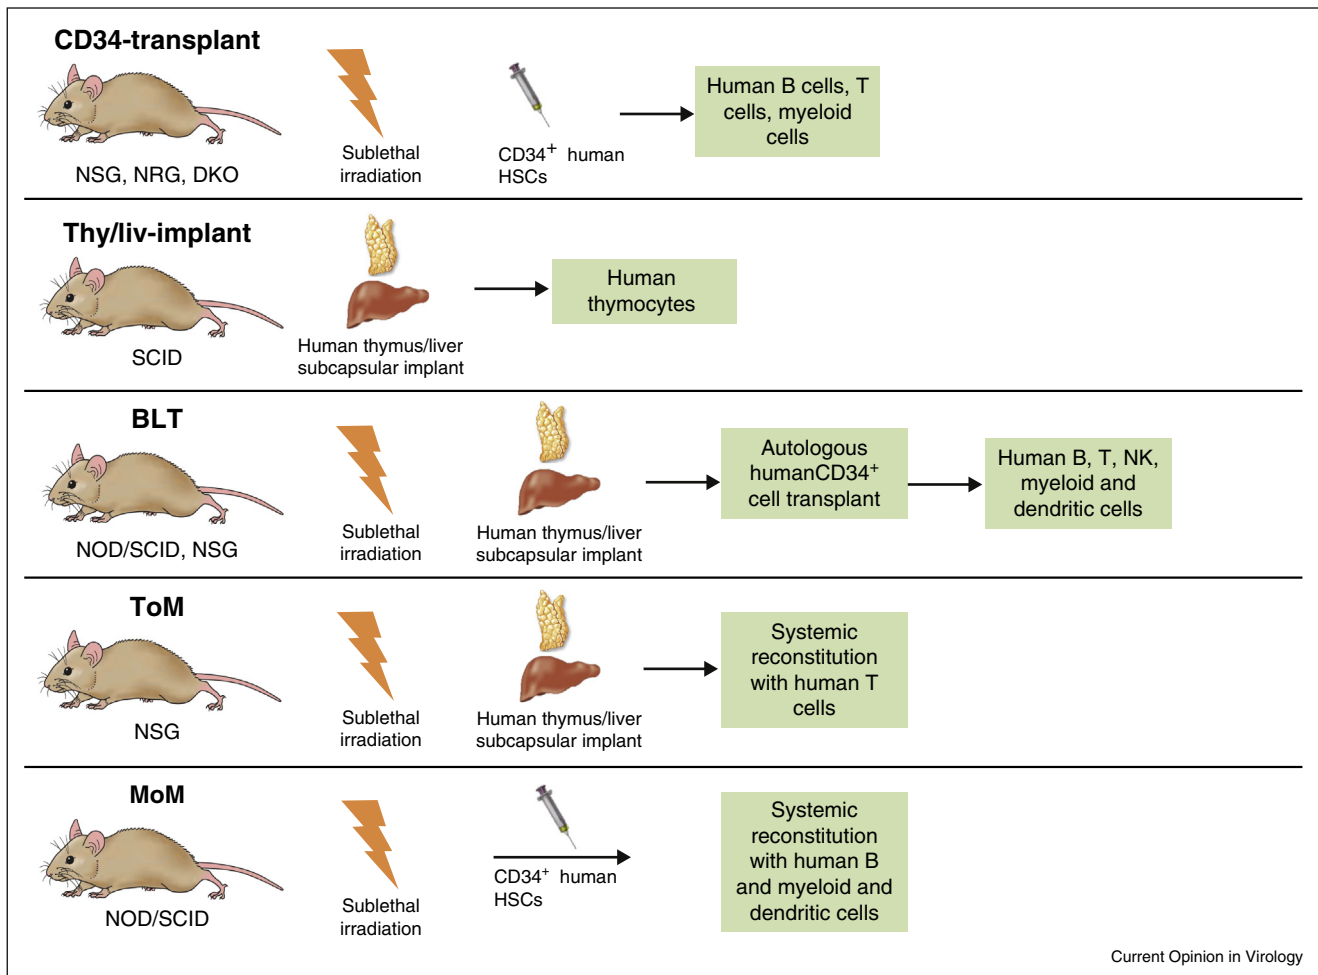 CD34-transplant
NSG, NRG, DKO
Sublethal
irradiation
CD34+ human
HSCs
Human B cells, T
cells, myeloid
cells
Thy/liv-implant
SCID
Human thymus/liver
subcapsular implant
Human
thymocytes
BLT
NOD/SCID, NSG
Sublethal
irradiation
Human thymus/liver
subcapsular implant
Autologous
humanCD34+
cell transplant
Human B, T, NK,
myeloid and
dendritic cells
ToM
NSG
Sublethal
irradiation
Human thymus/liver
subcapsular implant
Systemic
reconstitution
with human T
cells
MoM
NOD/SCID
Sublethal
irradiation
CD34+ human
HSCs
Systemic
reconstitution
with human B
and myeloid and
dendritic cells
Current Opinion in Virology